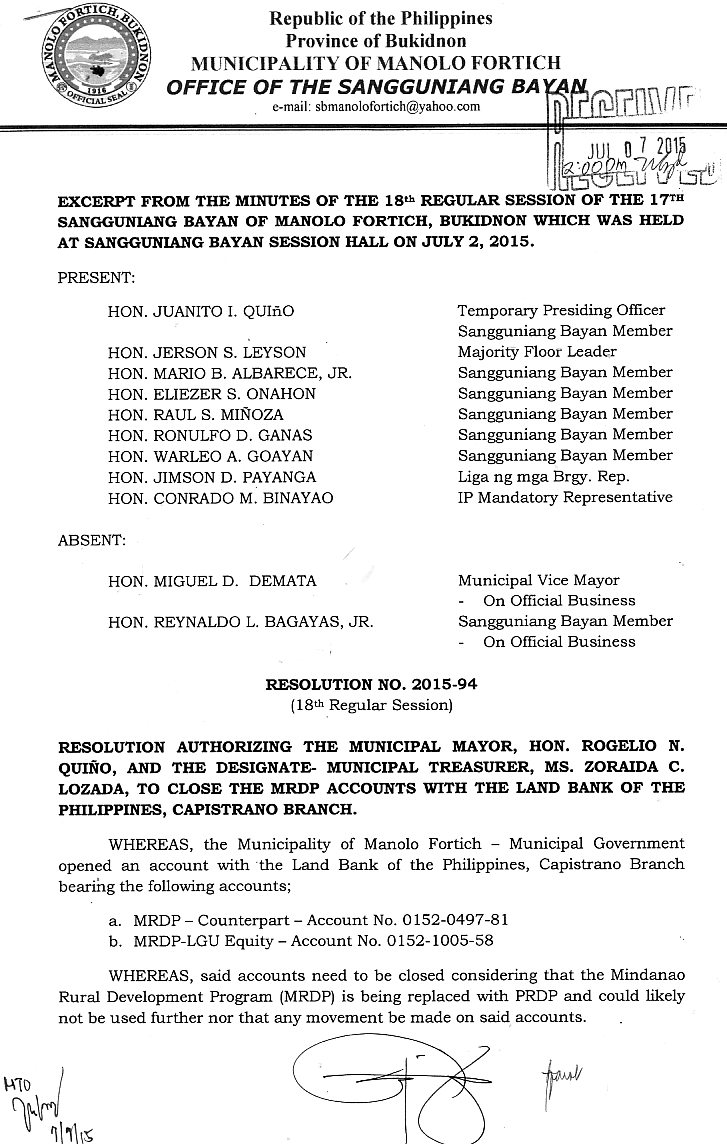 Republic of the Philippines
Province of Bukidnon
MUNICIPALITY OF MANOLO FORTICH
OFFICE OF THE SANGGUNIANG BAYAN
e-mail: sbmanolofortich@yahoo.com
MANOLO FORTICH, BUKIDNON
1916
OFFICIAL SEAL
JUL 07 2015
2:00pm
EXCERPT FROM THE MINUTES OF THE 18th REGULAR SESSION OF THE 17TH
SANGGUNIANG BAYAN OF MANOLO FORTICH, BUKIDNON WHICH WAS HELD
AT SANGGUNIANG BAYAN SESSION HALL ON JULY 2, 2015.
PRESENT:
HON. JUANITO I. QUIñO Temporary Presiding Officer
Sangguniang Bayan Member
HON. JERSON S. LEYSON Majority Floor Leader
HON. MARIO B. ALBARECE, JR. Sangguniang Bayan Member
HON. ELIEZER S. ONAHON Sangguniang Bayan Member
HON. RAUL S. MIÑOZA Sangguniang Bayan Member
HON. RONULFO D. GANAS Sangguniang Bayan Member
HON. WARLEO A. GOAYAN Sangguniang Bayan Member
HON. JIMSON D. PAYANGA Liga ng mga Brgy. Rep.
HON. CONRADO M. BINAYAO IP Mandatory Representative
ABSENT:
HON. MIGUEL D. DEMATA Municipal Vice Mayor
- On Official Business
HON. REYNALDO L. BAGAYAS, JR. Sangguniang Bayan Member
- On Official Business
RESOLUTION NO. 2015-94
(18th Regular Session)
RESOLUTION AUTHORIZING THE MUNICIPAL MAYOR, HON. ROGELIO N.
QUIÑO, AND THE DESIGNATE- MUNICIPAL TREASURER, MS. ZORAIDA C.
LOZADA, TO CLOSE THE MRDP ACCOUNTS WITH THE LAND BANK OF THE
PHILIPPINES, CAPISTRANO BRANCH.
WHEREAS, the Municipality of Manolo Fortich – Municipal Government
opened an account with the Land Bank of the Philippines, Capistrano Branch
bearing the following accounts;
a. MRDP – Counterpart – Account No. 0152-0497-81
b. MRDP-LGU Equity – Account No. 0152-1005-58
WHEREAS, said accounts need to be closed considering that the Mindanao
Rural Development Program (MRDP) is being replaced with PRDP and could likely
not be used further nor that any movement be made on said accounts.
MTO
7/7/15